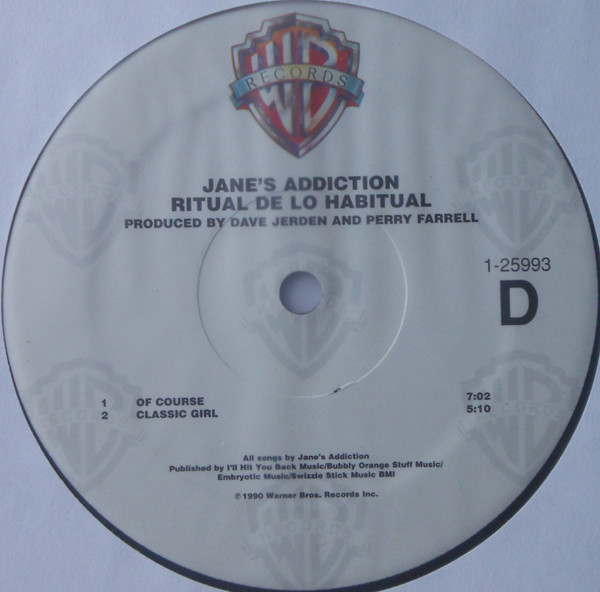 RECORDS
JANE'S ADDICTION
RITUAL DE LO HABITUAL
PRODUCED BY DAVE JERDEN AND PERRY FARRELL
1-25993
D
1 OF COURSE 7:02
2 CLASSIC GIRL 5:10
All songs by Jane's Addiction
Published by I'll Hit You Back Music/Bubbly Orange Stuff Music/
Embryotic Music/Swizzle Stick Music BMI
℗1990 Warner Bros. Records Inc.